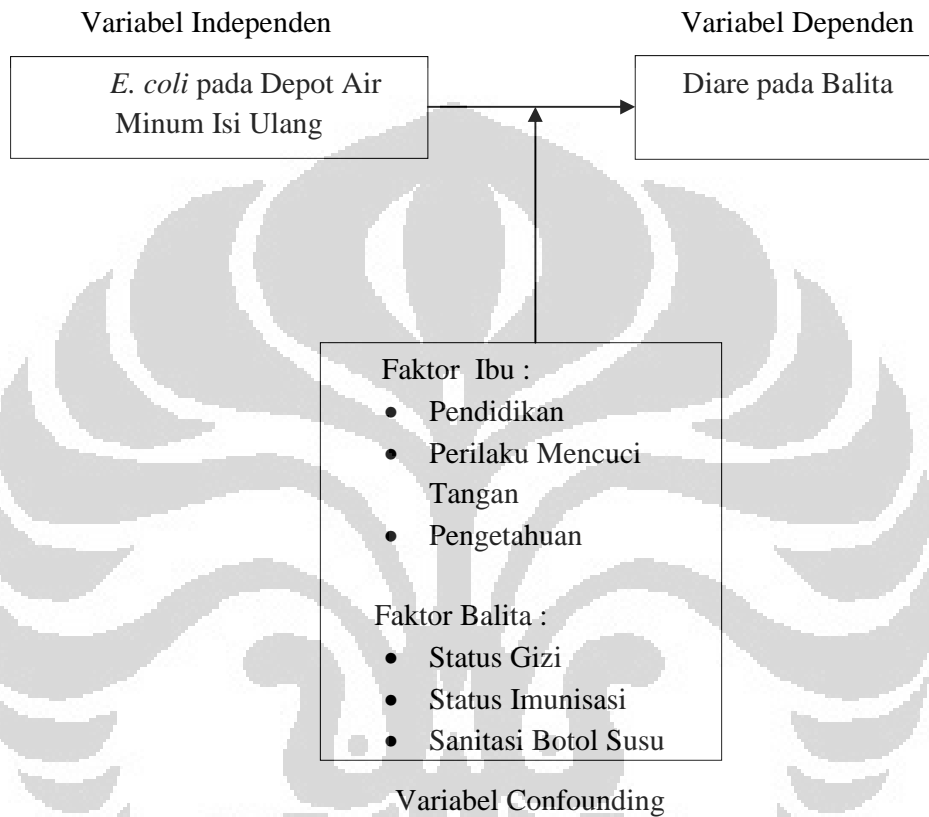 Variabel Independen
Variabel Dependen
E. coli pada Depot Air
Minum Isi Ulang
Diare pada Balita
Faktor Ibu :
• Pendidikan
• Perilaku Mencuci
Tangan
• Pengetahuan
Faktor Balita :
• Status Gizi
• Status Imunisasi
• Sanitasi Botol Susu
Variabel Confounding